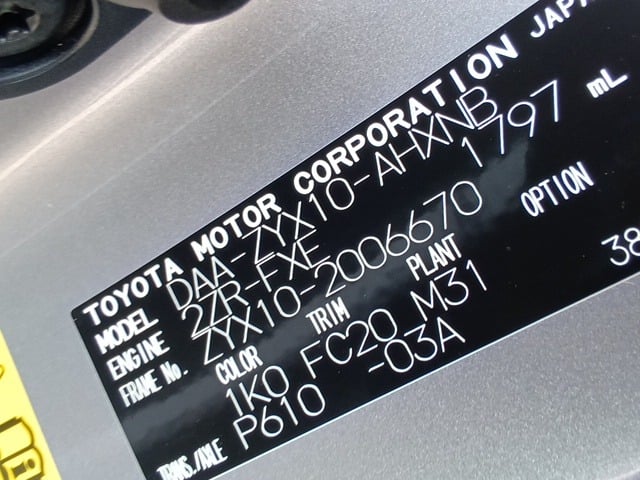 TOYOTA MOTOR CORPORATION JAPAN
MODEL DAA-ZYX10-AHXNB
ENGINE 2ZR-FXE 1797 mL
FRAME No. ZYX10-2006670
COLOR TRIM PLANT OPTION
1K0 FC20 M31 38
TRANS./AXLE P610 -03A